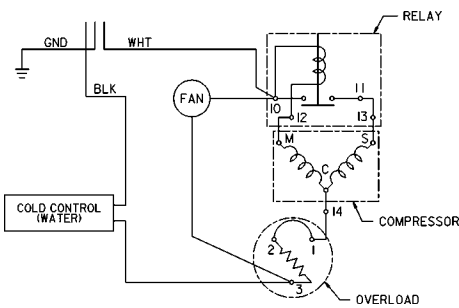 RELAY
GND
WHT
BLK
FAN
10
11
12
13
M
S
C
14
COLD CONTROL
(WATER)
COMPRESSOR
2
1
3
OVERLOAD